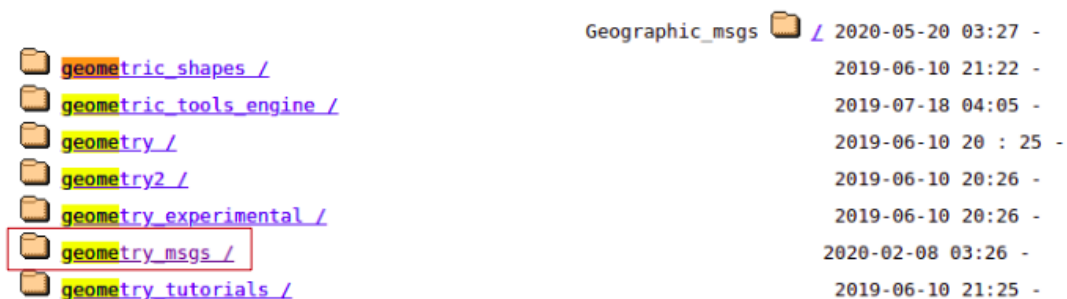 Geographic_msgs / 2020-05-20 03:27 -
geometric_shapes / 2019-06-10 21:22 -
geometric_tools_engine / 2019-07-18 04:05 -
geometry / 2019-06-10 20 : 25 -
geometry2 / 2019-06-10 20:26 -
geometry_experimental / 2019-06-10 20:26 -
geometry_msgs / 2020-02-08 03:26 -
geometry_tutorials / 2019-06-10 21:25 -